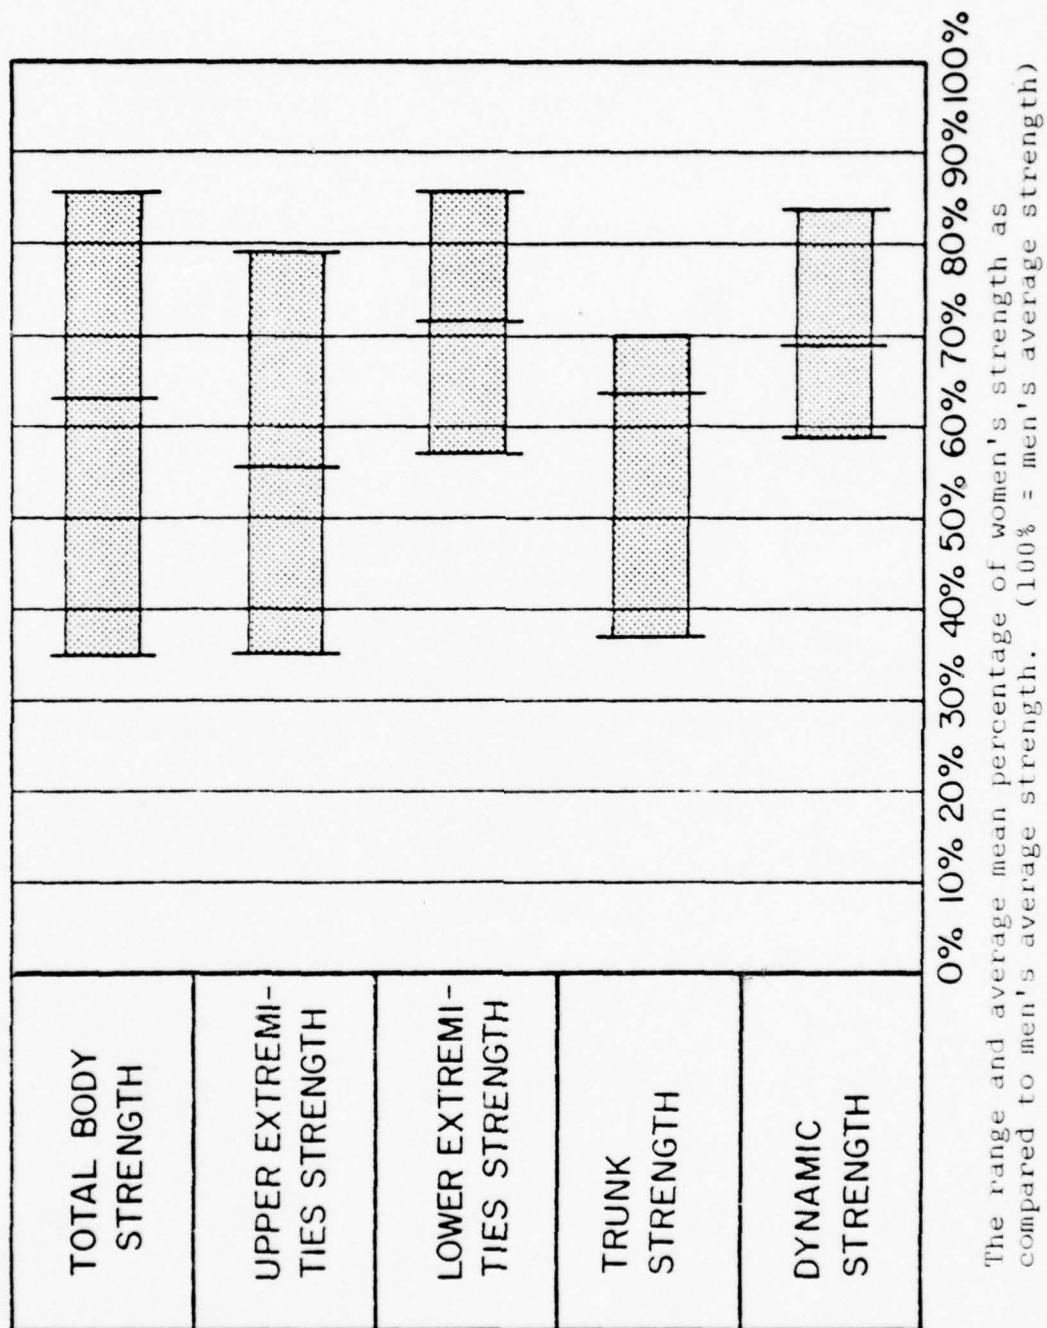 TOTAL BODY
STRENGTH
UPPER EXTREMI-
TIES STRENGTH
LOWER EXTREMI-
TIES STRENGTH
TRUNK
STRENGTH
DYNAMIC
STRENGTH
0% 10% 20% 30% 40% 50% 60% 70% 80% 90% 100%
The range and average mean percentage of women's strength as
compared to men's average strength. (100% = men's average strength)